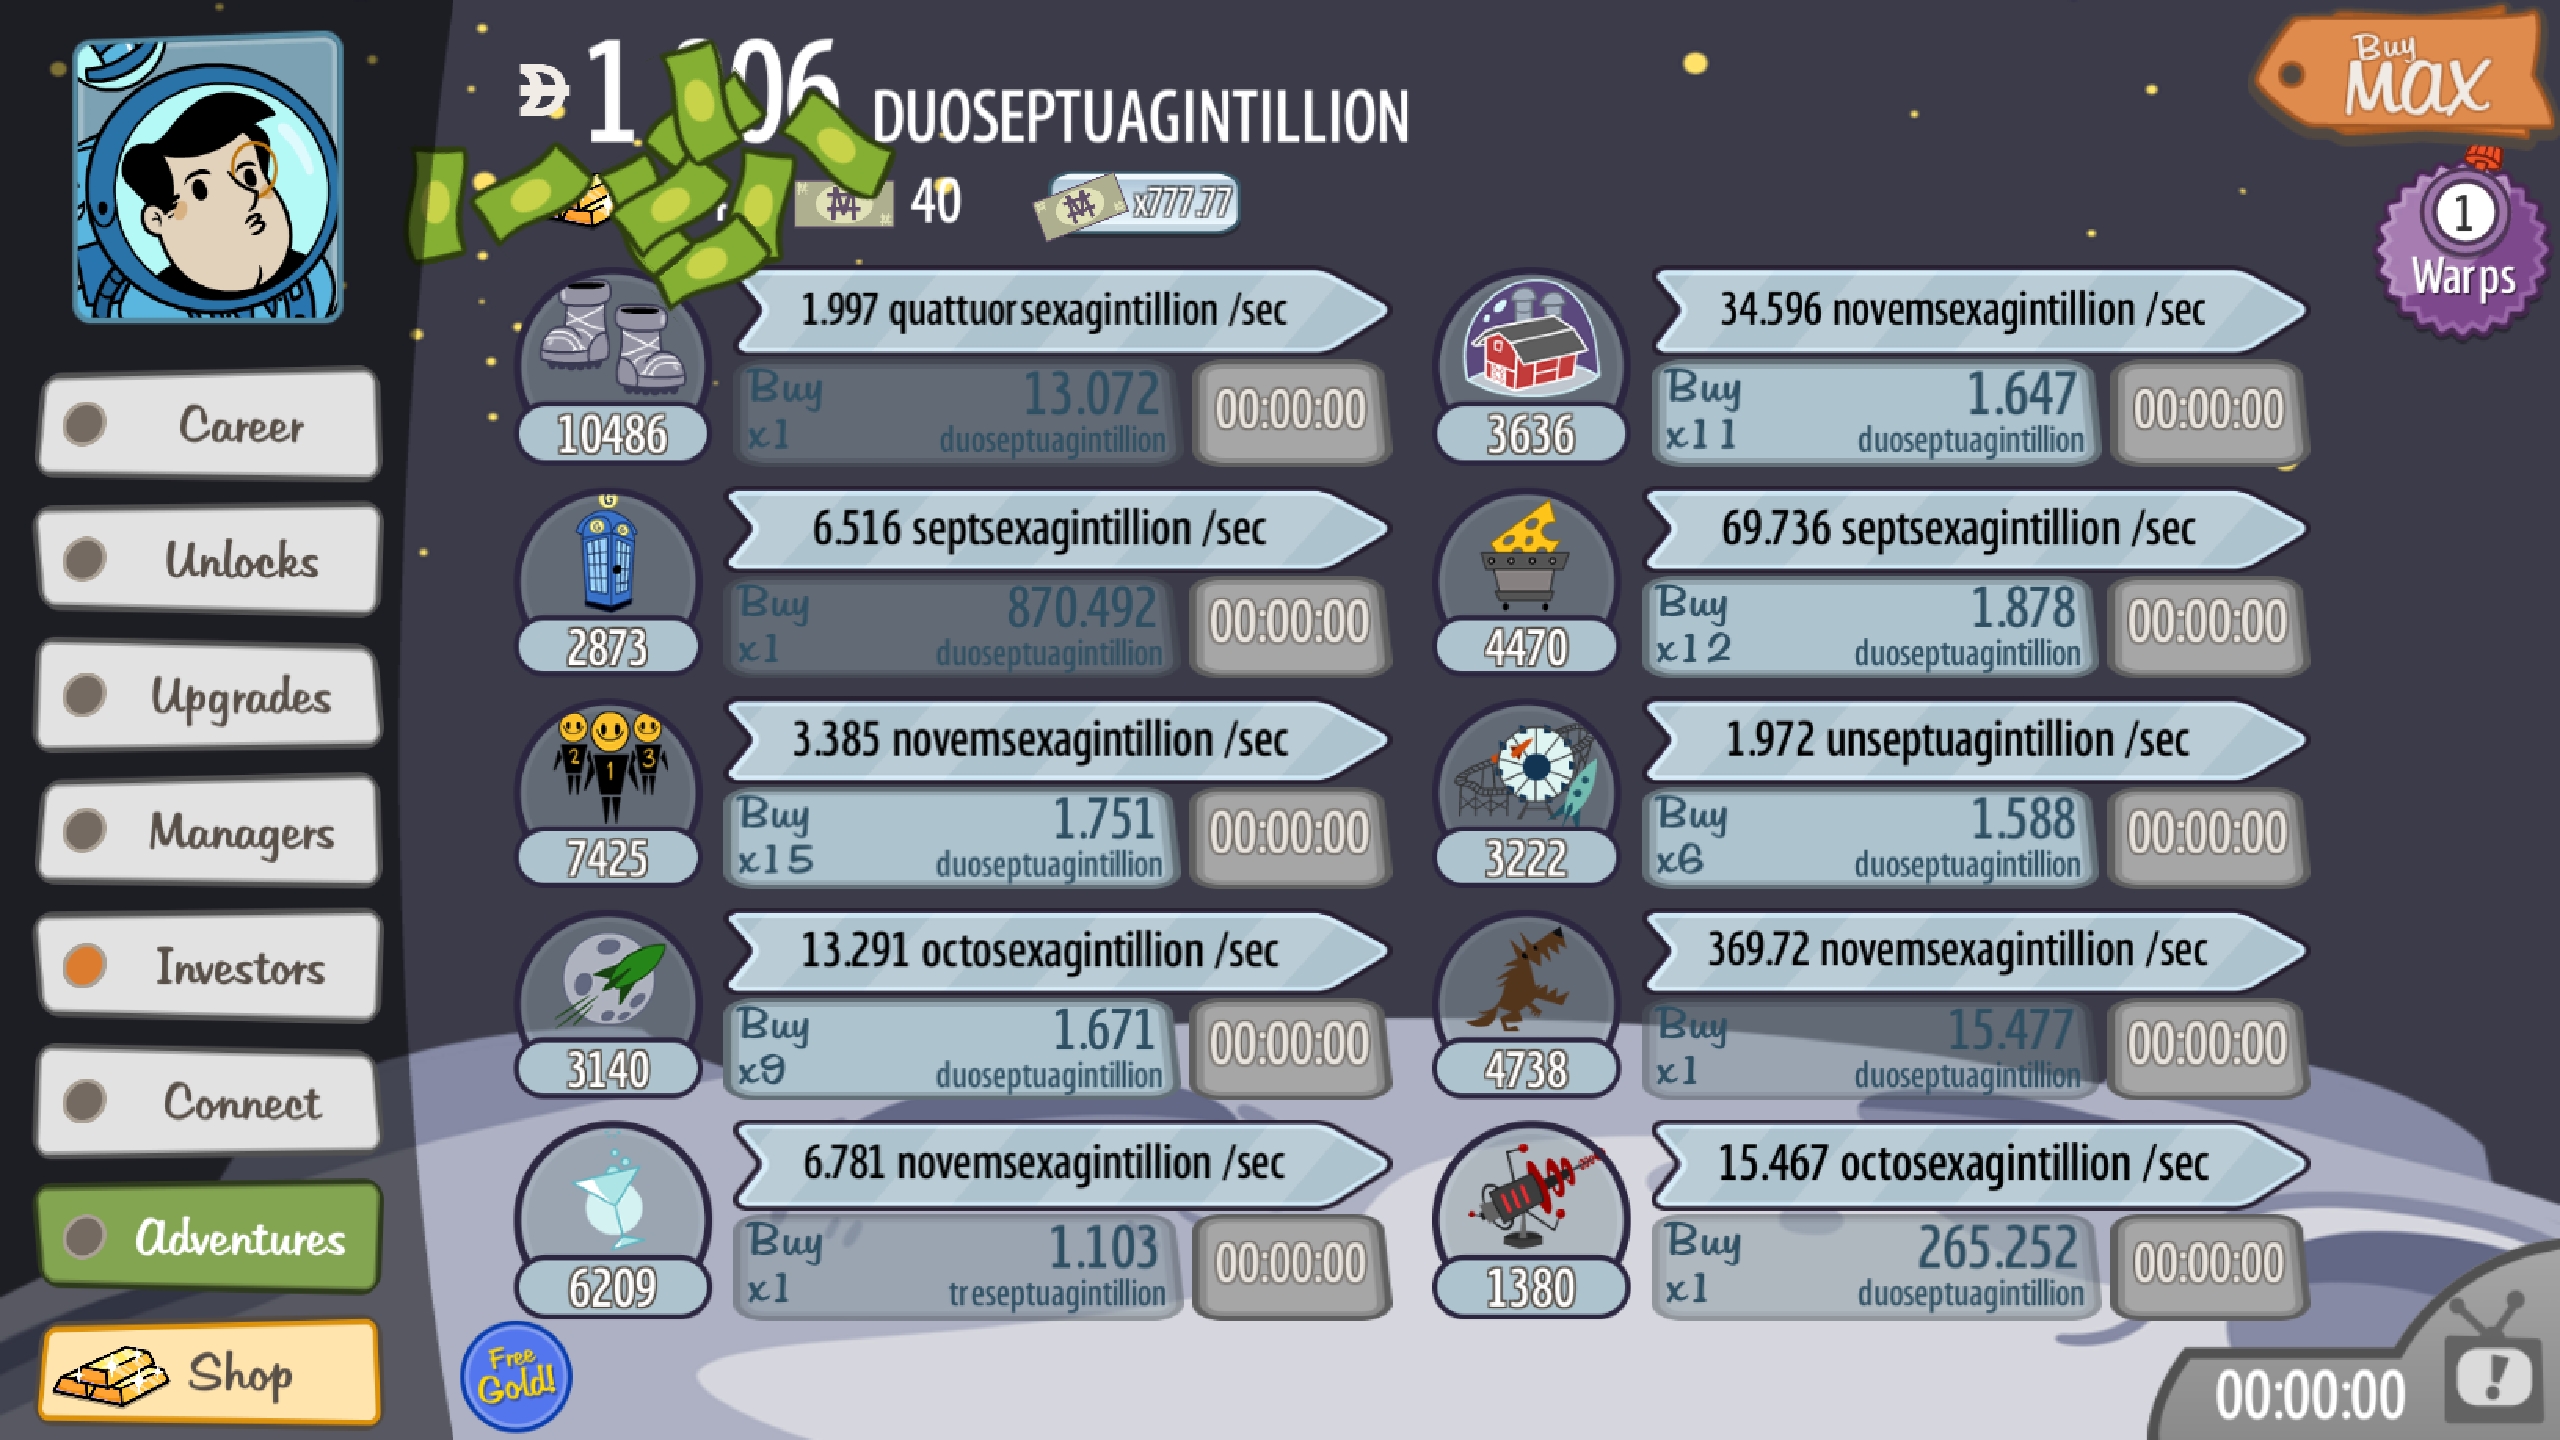 DUOSEPTUAGINTILLION
Buy
MAX
40
x777.77
1
Warps
Career
Unlocks
Upgrades
Managers
Investors
Connect
Adventures
Shop
Free
Gold!
1.997 quattuorsexagintillion /sec
Buy 13.072
x1 duoseptuagintillion
00:00:00
10486
6.516 septsexagintillion /sec
Buy 870.492
x1 duoseptuagintillion
00:00:00
2873
3.385 novemsexagintillion /sec
Buy 1.751
x15 duoseptuagintillion
00:00:00
2 1 3
7425
13.291 octosexagintillion /sec
Buy 1.671
x9 duoseptuagintillion
00:00:00
3140
6.781 novemsexagintillion /sec
Buy 1.103
x1 treseptuagintillion
00:00:00
6209
34.596 novemsexagintillion /sec
Buy 1.647
x11 duoseptuagintillion
00:00:00
3636
69.736 septsexagintillion /sec
Buy 1.878
x12 duoseptuagintillion
00:00:00
4470
1.972 unseptuagintillion /sec
Buy 1.588
x6 duoseptuagintillion
00:00:00
3222
369.72 novemsexagintillion /sec
Buy 15.477
x1 duoseptuagintillion
00:00:00
4738
15.467 octosexagintillion /sec
Buy 265.252
x1 duoseptuagintillion
00:00:00
1380
00:00:00